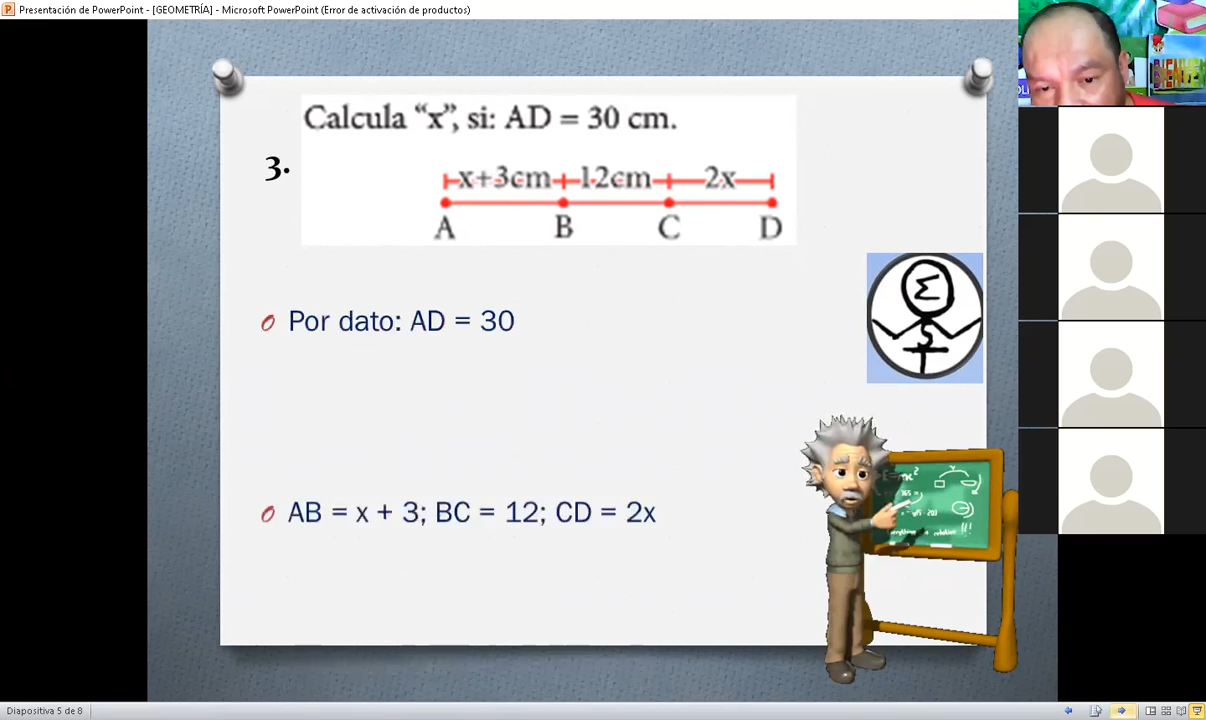 Presentación de PowerPoint - [GEOMETRÍA] - Microsoft PowerPoint (Error de activación de productos)
Calcula “x”, si: AD = 30 cm.
3.
x+3cm 12cm 2x
A B C D
Por dato: AD = 30
AB = x + 3; BC = 12; CD = 2x
Diapositiva 5 de 8